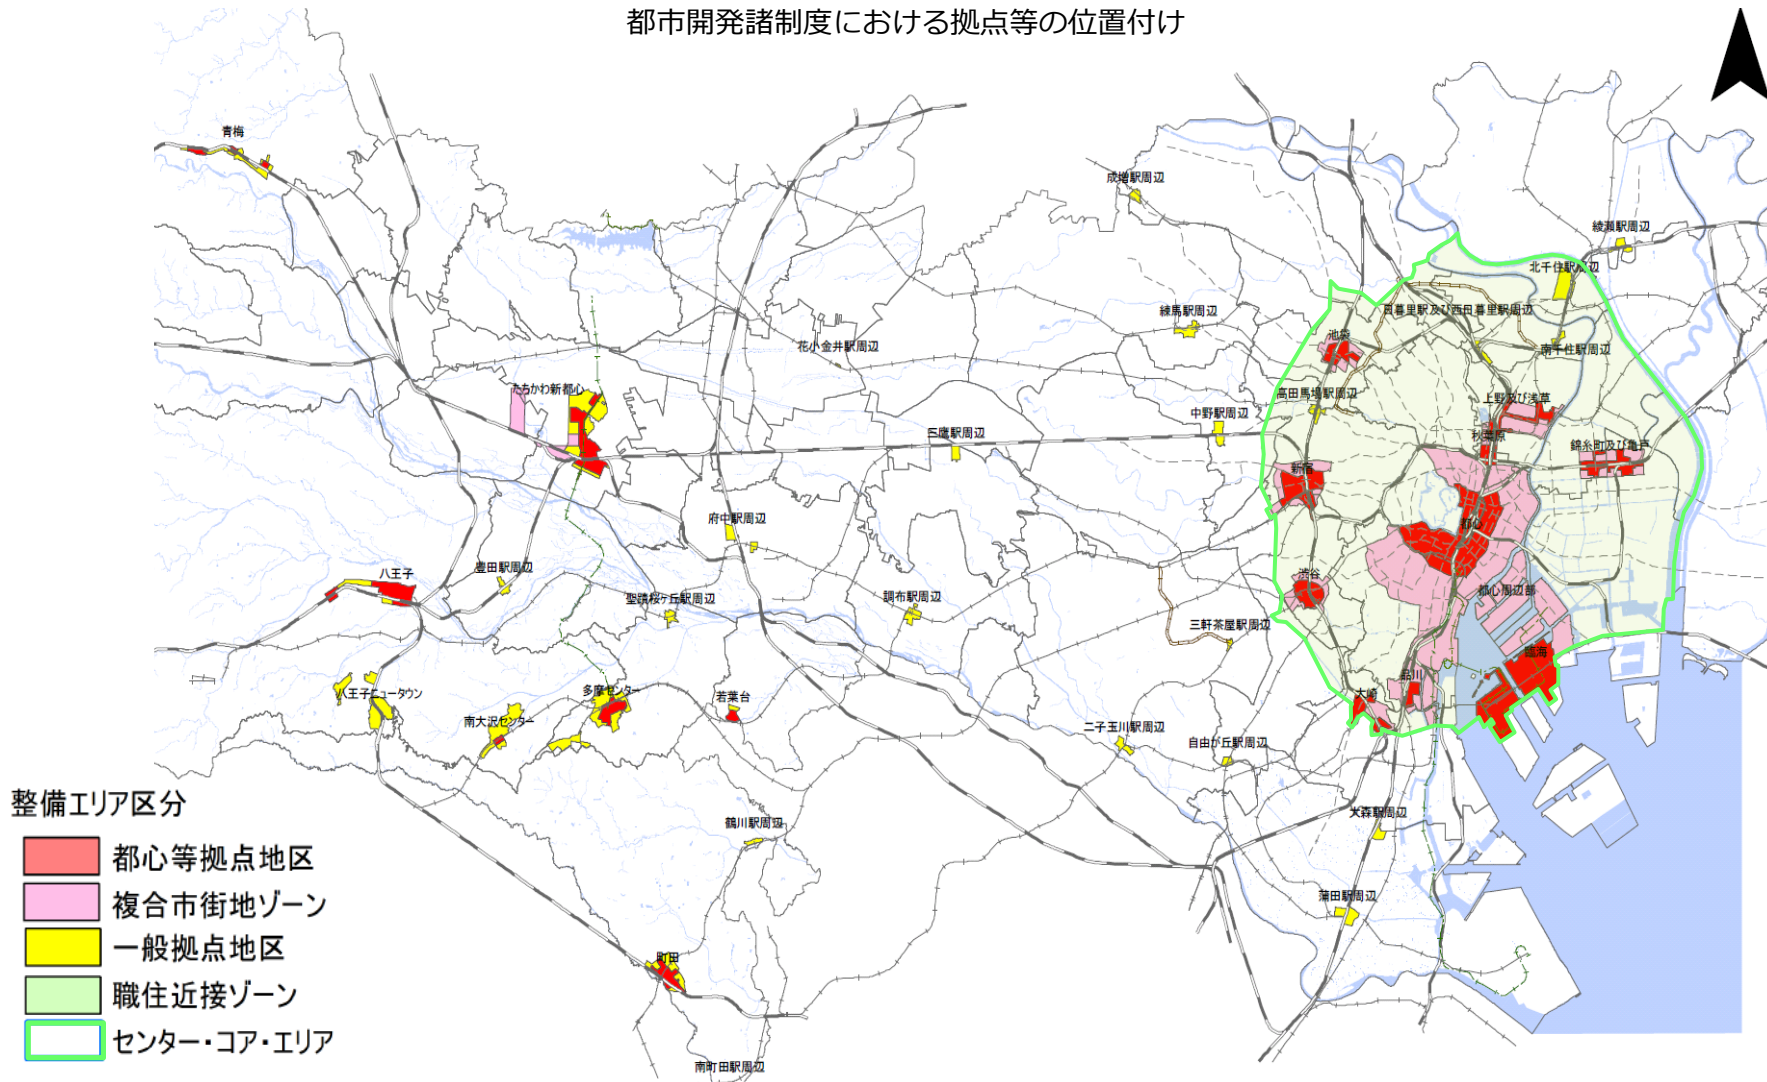 都市開発諸制度における拠点等の位置付け
青梅
成増駅周辺
綾瀬駅周辺
北千住駅周辺
練馬駅周辺
日暮里駅及び西日暮里駅周辺
池袋
花小金井駅周辺
南千住駅周辺
たちかわ新都心
高田馬場駅周辺
上野及び浅草
中野駅周辺
三鷹駅周辺
秋葉原
錦糸町及び亀戸
新宿
府中駅周辺
都心
八王子
豊田駅周辺
渋谷
聖蹟桜ヶ丘駅周辺
調布駅周辺
都心周辺部
三軒茶屋駅周辺
臨海
品川
八王子ニュータウン
多摩センター
若葉台
大崎
南大沢センター
二子玉川駅周辺
自由が丘駅周辺
鶴川駅周辺
大森駅周辺
蒲田駅周辺
町田
南町田駅周辺
整備エリア区分
都心等拠点地区
複合市街地ゾーン
一般拠点地区
職住近接ゾーン
センター・コア・エリア